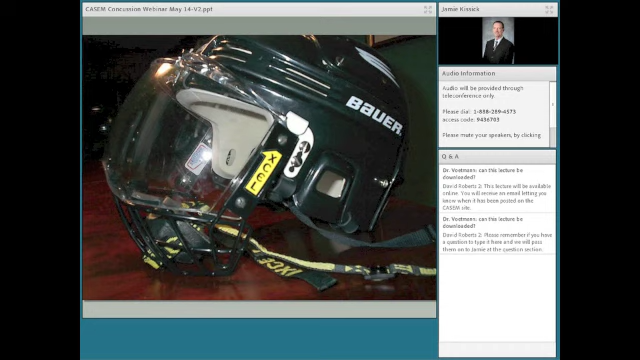 CASEM Concussion Webinar May 14-V2.ppt
BAUER
XCEL
Jamie Kissick
Audio Information
Audio will be provided through
teleconference only.
Please dial: 1-888-289-4573
access code: 9436703
Please mute your speakers, by clicking
Q & A
Dr. Vostmann: can this lecture be
downloaded?
David Roberts 2: This lecture will be available
online. You will receive an email letting you
know when it has been posted on the
CASEM site.
Dr. Vostmann: can this lecture be
downloaded?
David Roberts 2: Please remember if you have
a question to type it here and we will pass
them on to Jamie at the question section.